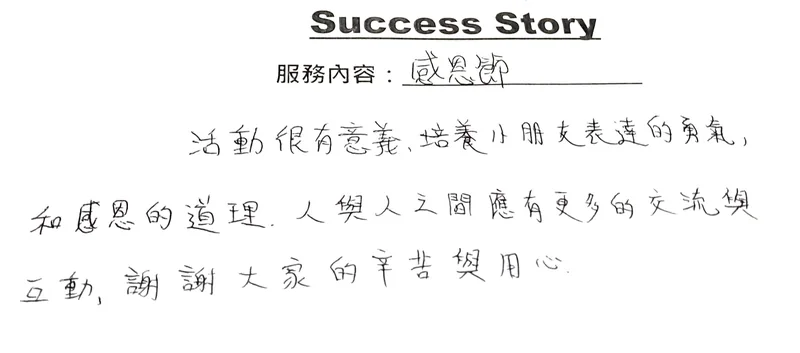 Success Story
服務內容：感恩節
活動很有意義、培養小朋友表達的勇氣，
和感恩的道理. 人與人之間應有更多的交流與
互動, 謝謝大家的辛苦與用心.